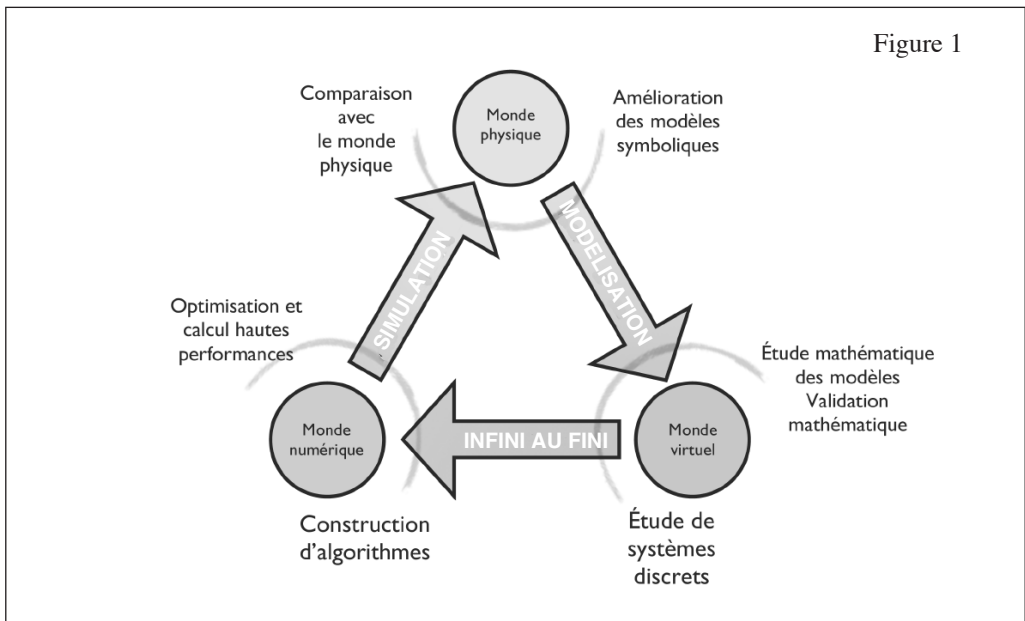 Figure 1
Comparaison
avec
le monde
physique
Monde
physique
Amélioration
des modèles
symboliques
SIMULATION
MODELISATION
Optimisation et
calcul hautes
performances
Étude mathématique
des modèles
Validation
mathématique
Monde
numérique
INFINI AU FINI
Monde
virtuel
Construction
d'algorithmes
Étude de
systèmes
discrets